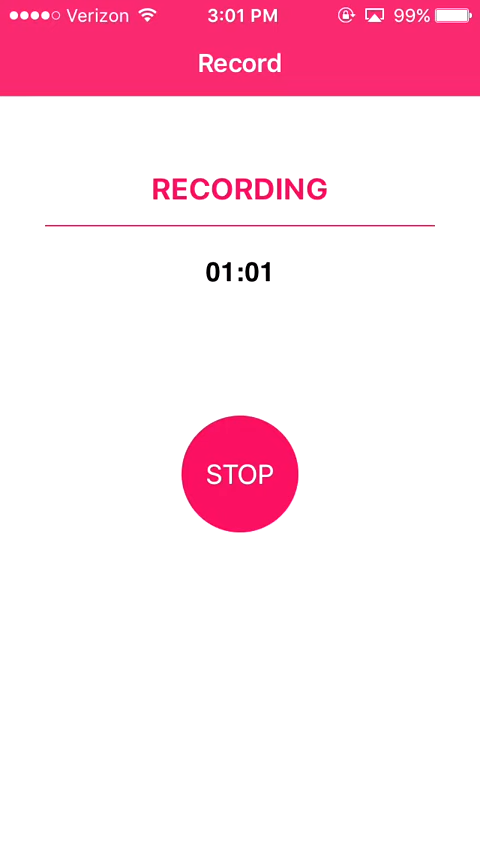 Verizon 3:01 PM 99%
Record
RECORDING
01:01
STOP